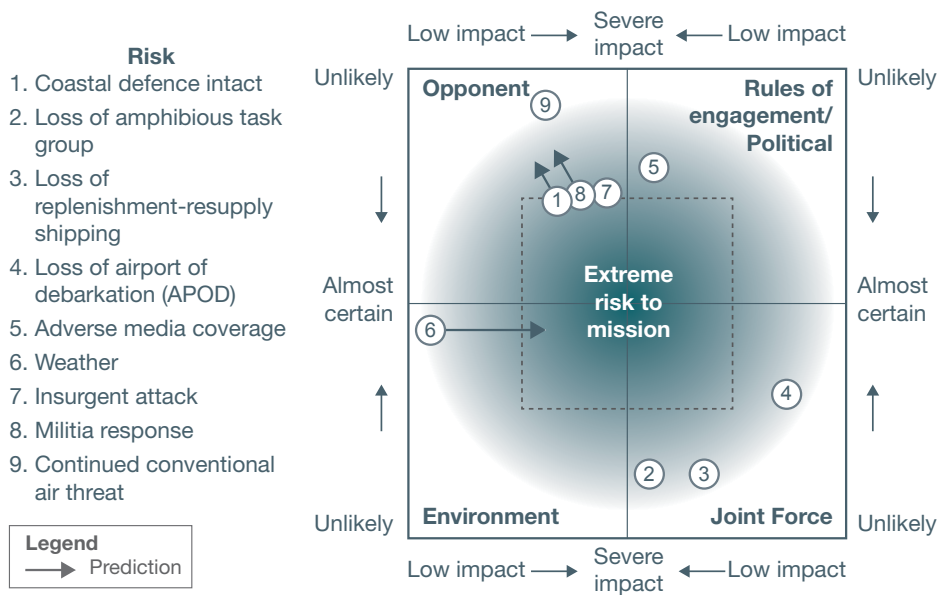 Risk
1. Coastal defence intact
2. Loss of amphibious task
group
3. Loss of
replenishment-resupply
shipping
4. Loss of airport of
debarkation (APOD)
5. Adverse media coverage
6. Weather
7. Insurgent attack
8. Militia response
9. Continued conventional
air threat
Legend
Prediction
Low impact
Severe
impact
Low impact
Unlikely
Unlikely
Opponent
Rules of
engagement/
Political
9
5
1
8
7
Almost
certain
Extreme
risk to
mission
Almost
certain
6
4
2
3
Environment
Joint Force
Unlikely
Unlikely
Low impact
Severe
impact
Low impact